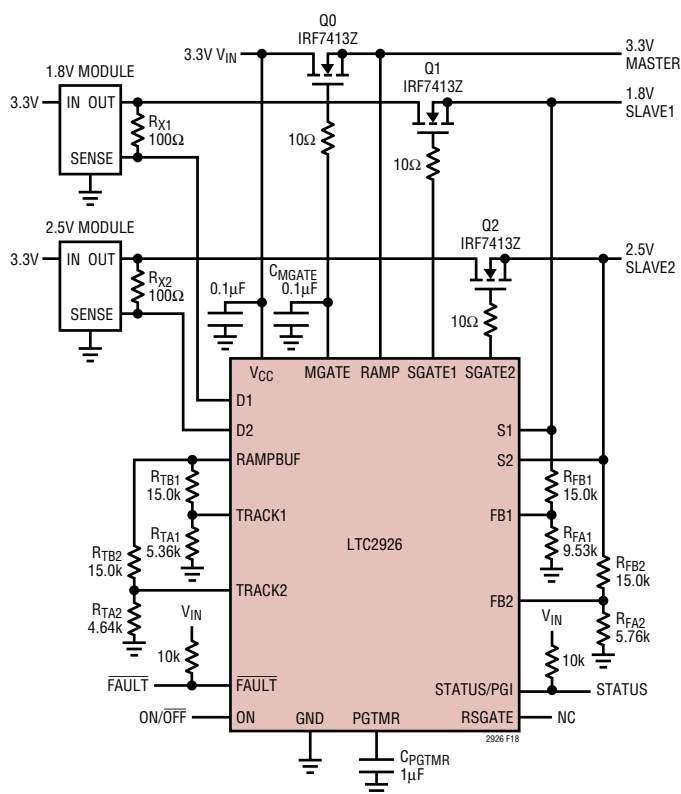 Q0
IRF7413Z
3.3V VIN
3.3V
MASTER
1.8V MODULE
Q1
IRF7413Z
3.3V
IN OUT
1.8V
SLAVE1
RX1
100Ω
SENSE
10Ω
10Ω
2.5V MODULE
Q2
IRF7413Z
3.3V
IN OUT
2.5V
SLAVE2
RX2
100Ω
SENSE
0.1µF
CMGATE
0.1µF
10Ω
VCC
MGATE
RAMP
SGATE1
SGATE2
D1
D2
S1
S2
RAMPBUF
RTB1
15.0k
RFB1
15.0k
TRACK1
FB1
RTA1
5.36k
LTC2926
RFA1
9.53k
RTB2
15.0k
RFB2
15.0k
TRACK2
FB2
RTA2
4.64k
RFA2
5.76k
VIN
10k
VIN
10k
FAULT
FAULT
STATUS/PGI
STATUS
ON/OFF
ON
GND
PGTMR
RSGATE
NC
2926 F18
CPGTMR
1µF